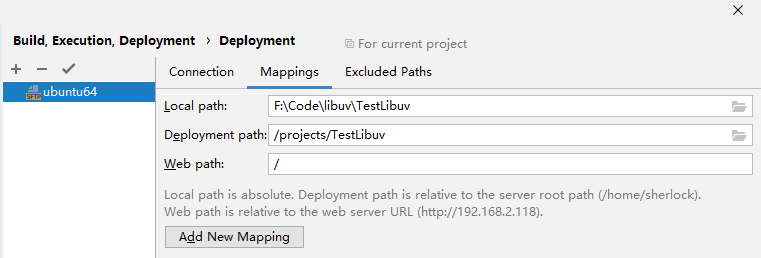 Build, Execution, Deployment › Deployment
For current project
ubuntu64
SFTP
Connection Mappings Excluded Paths
Local path: F:\Code\libuv\TestLibuv
Deployment path: /projects/TestLibuv
Web path: /
Local path is absolute. Deployment path is relative to the server root path (/home/sherlock).
Web path is relative to the web server URL (http://192.168.2.118).
Add New Mapping